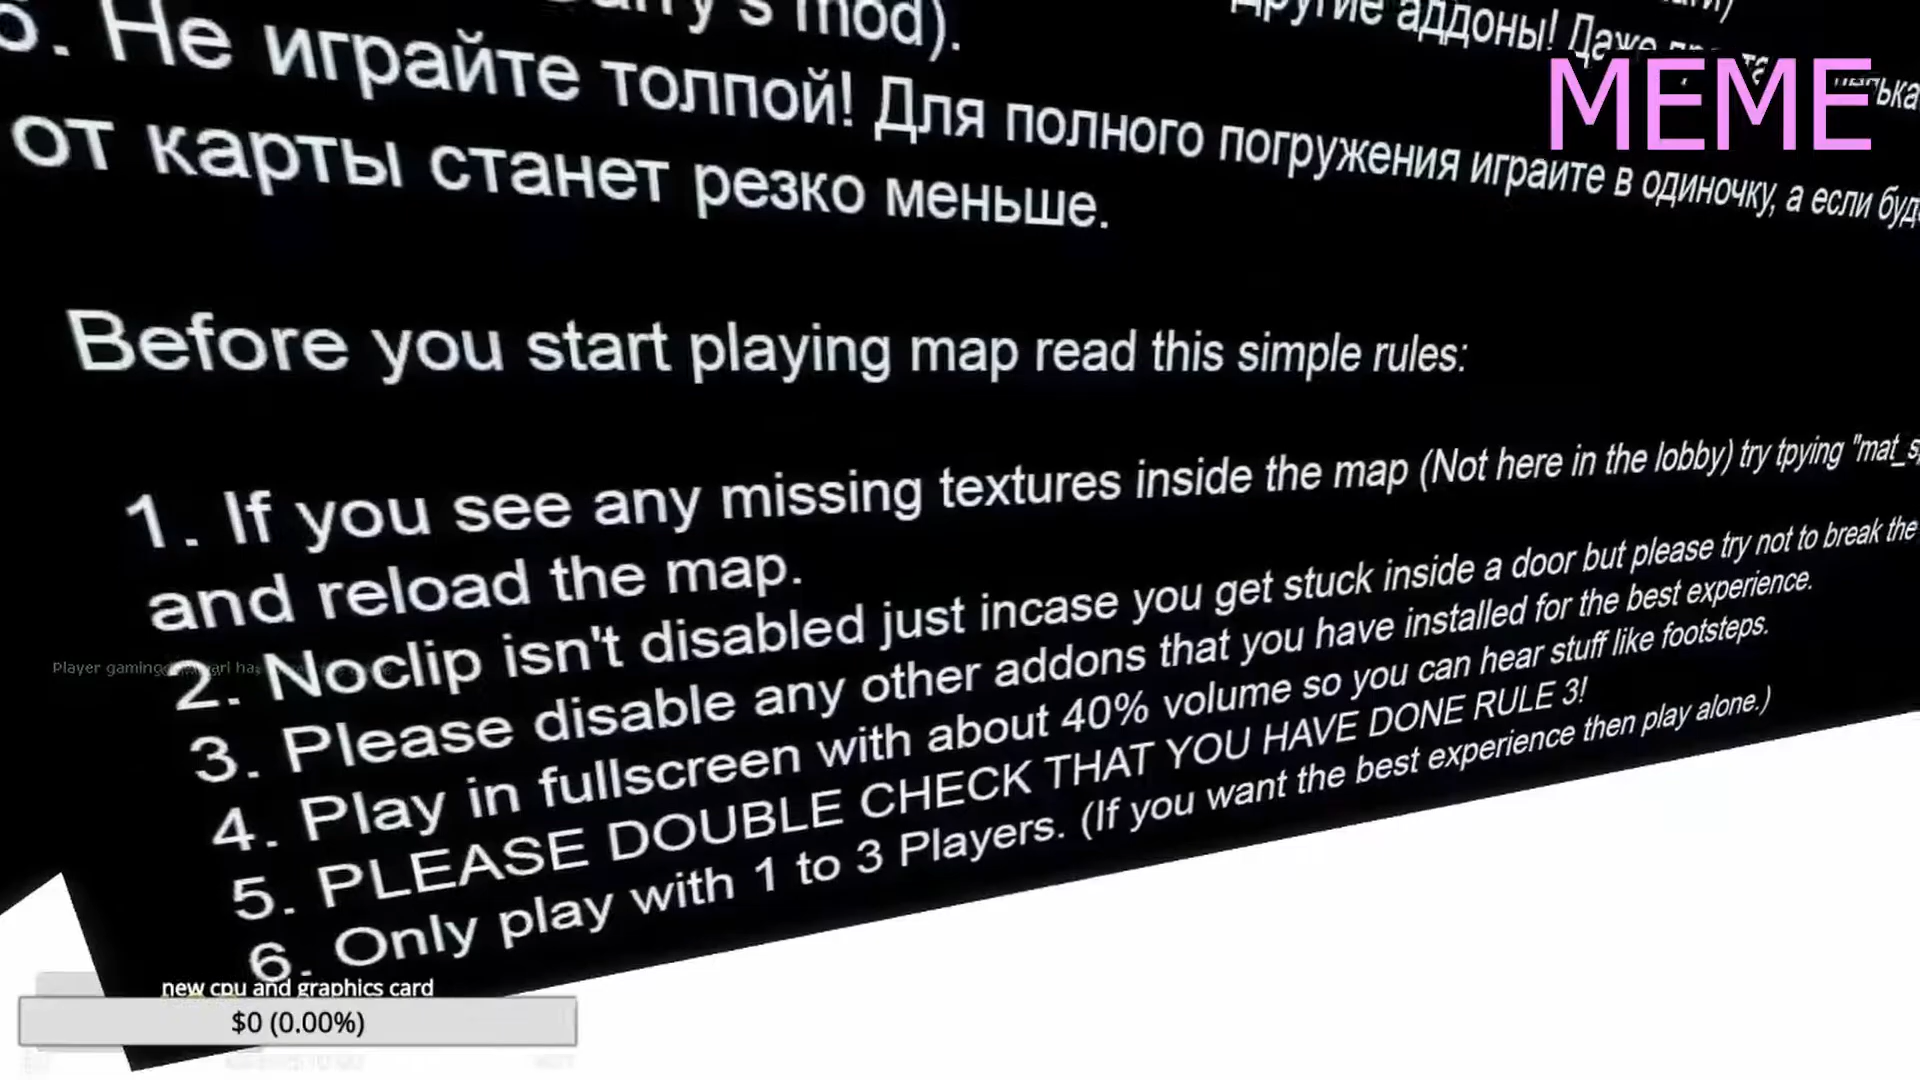 mod).
другие аддоны!
MEME
6. Не играйте толпой! Для полного погружения играйте в одиночку, а если
от карты станет резко меньше.
Before you start playing map read this simple rules:
1. If you see any missing textures inside the map (Not here in the lobby) try tpying
and reload the map.
2. Noclip isn't disabled just incase you get stuck inside a door but please try not to break the
3. Please disable any other addons that you have installed for the best experience.
4. Play in fullscreen with about 40% volume so you can hear stuff like footsteps.
5. PLEASE DOUBLE CHECK THAT YOU HAVE DONE RULE 3!
6. Only play with 1 to 3 Players. (If you want the best experience then play alone.)
Player
new cpu and graphics card
$0 (0.00%)